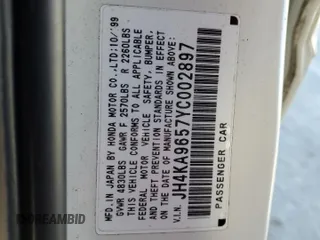 MFD. IN JAPAN BY HONDA MOTOR CO.,LTD:10/'99
GVWR 4830LBS GAWR F 2570LBS R 2260LBS
THIS VEHICLE CONFORMS TO ALL APPLICABLE
FEDERAL MOTOR VEHICLE SAFETY, BUMPER,
AND THEFT PREVENTION STANDARDS IN EFFECT
ON THE DATE OF MANUFACTURE SHOWN ABOVE.
V.I.N. JH4KA9657YC002897
PASSENGER CAR
DREAMBID